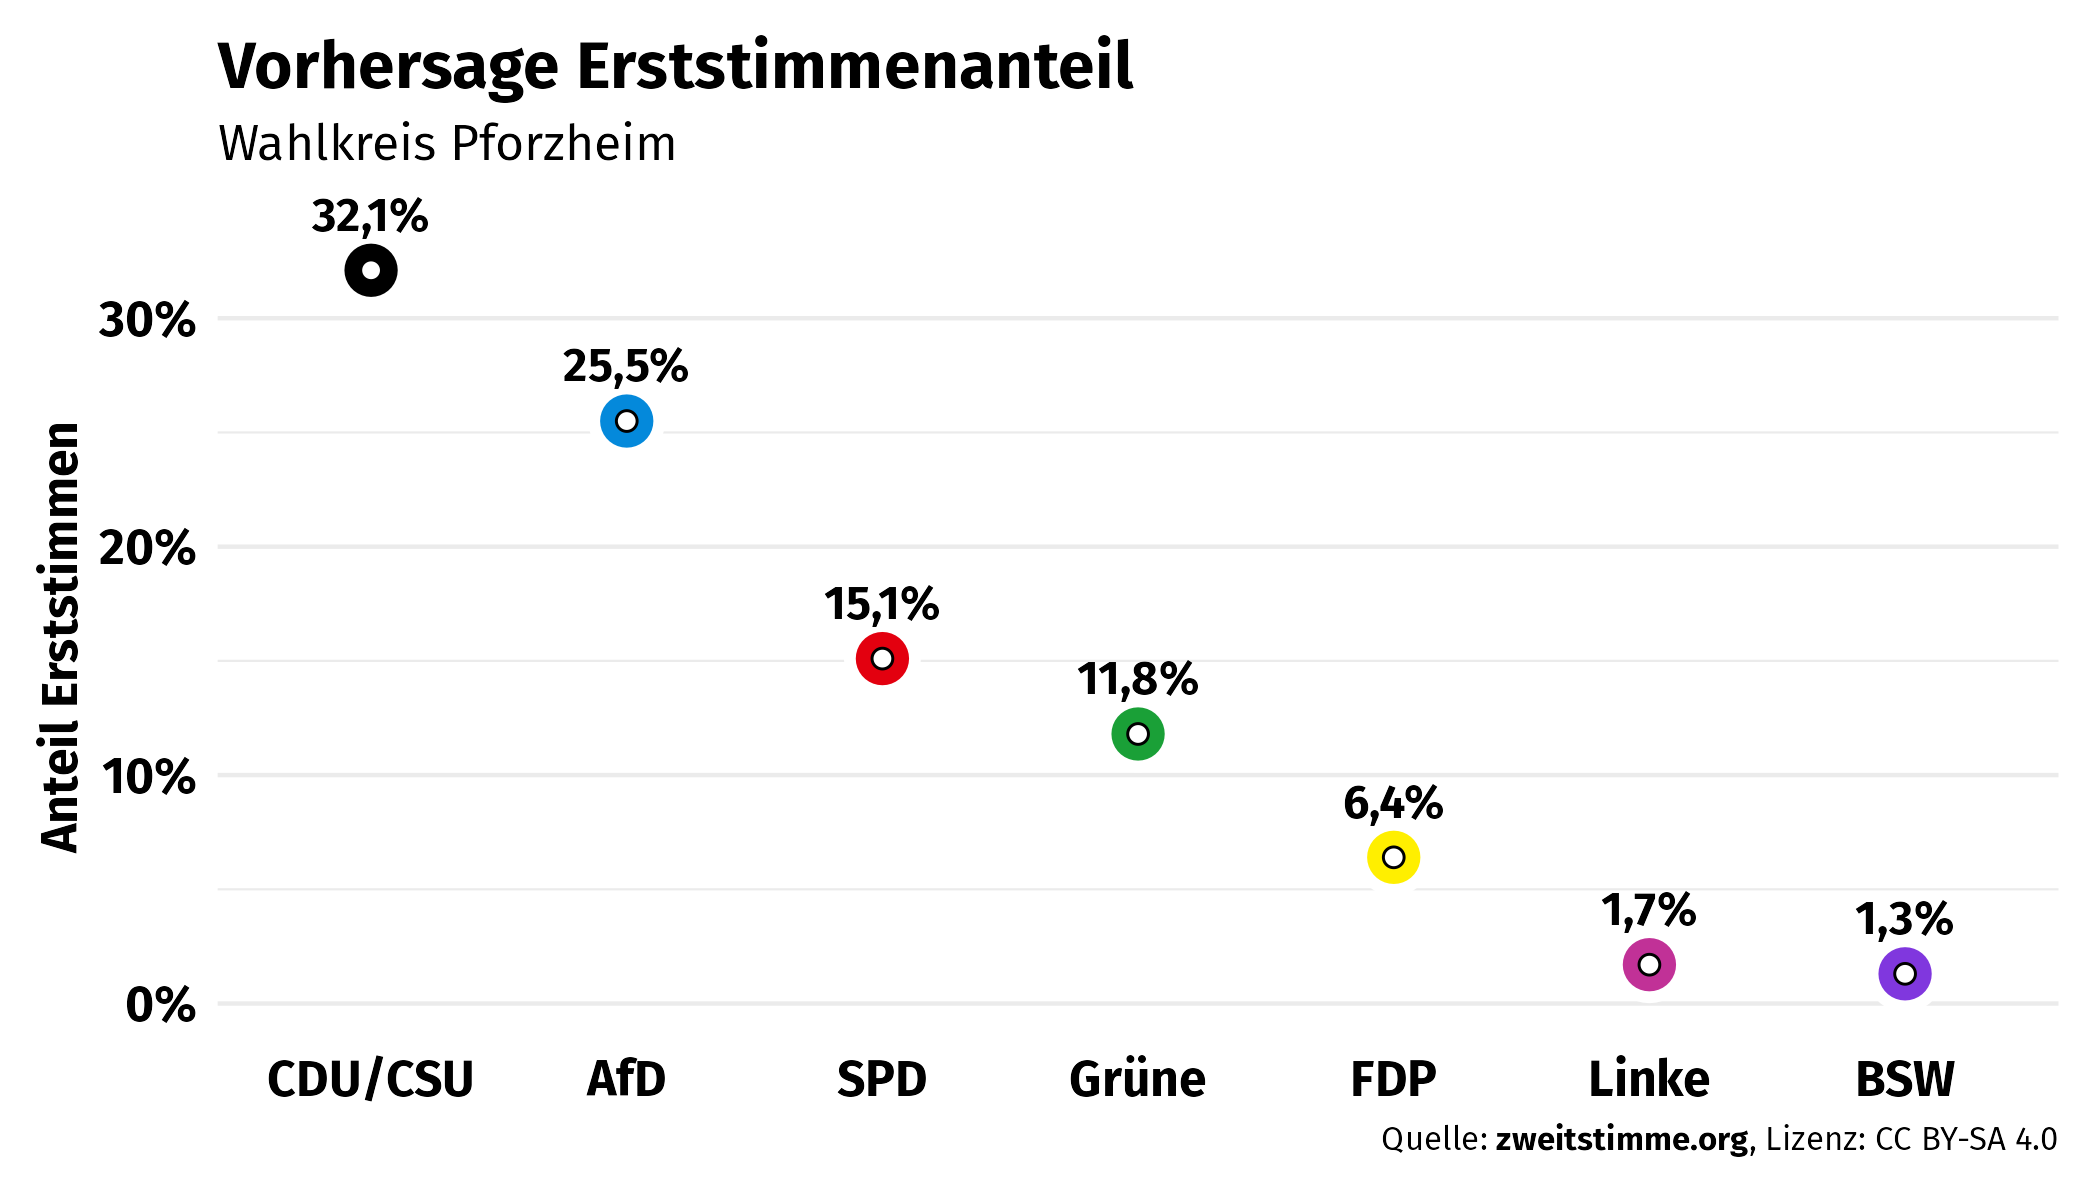 Vorhersage Erststimmenanteil
Wahlkreis Pforzheim
32,1%
30%
25,5%
20%
15,1%
11,8%
10%
6,4%
1,7%
1,3%
0%
Anteil Erststimmen
CDU/CSU AfD SPD Grüne FDP Linke BSW
Quelle: zweitstimme.org, Lizenz: CC BY-SA 4.0